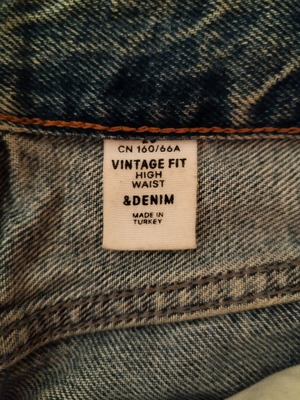 CN 160/66A
VINTAGE FIT
HIGH
WAIST
&DENIM
MADE IN
TURKEY